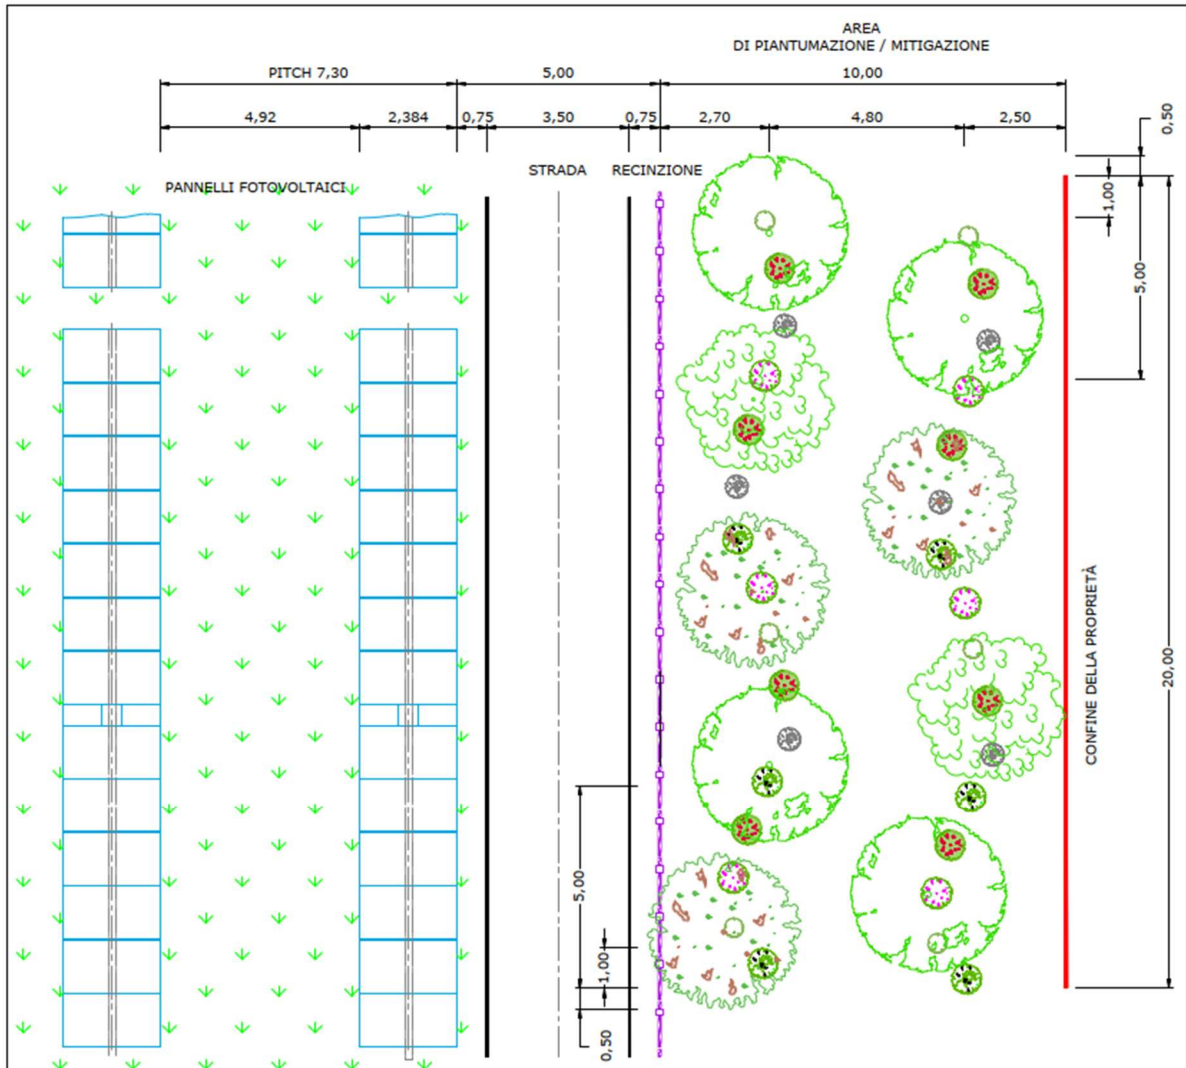 AREA
DI PIANTUMAZIONE / MITIGAZIONE
PITCH 7,30
5,00
10,00
4,92
2,384
0,75
3,50
0,75
2,70
4,80
2,50
0,50
STRADA
RECINZIONE
PANNELLI FOTOVOLTAICI
1,00
5,00
CONFINE DELLA PROPRIETÀ
20,00
5,00
1,00
0,50